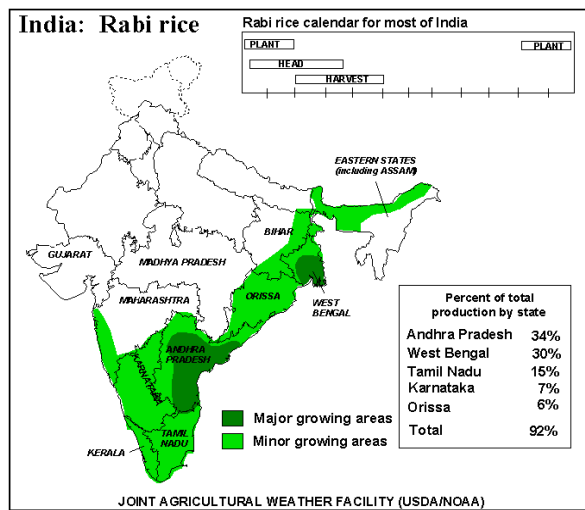 India: Rabi rice
Rabi rice calendar for most of India
PLANT
PLANT
HEAD
HARVEST
EASTERN STATES
(including ASSAM)
BIHAR
GUJARAT
MADHYA PRADESH
MAHARASHTRA
ORISSA
WEST
BENGAL
ANDHRA
PRADESH
KARNATAKA
TAMIL
NADU
KERALA
Percent of total
production by state
Andhra Pradesh 34%
West Bengal 30%
Tamil Nadu 15%
Karnataka 7%
Orissa 6%
Total 92%
Major growing areas
Minor growing areas
JOINT AGRICULTURAL WEATHER FACILITY (USDA/NOAA)